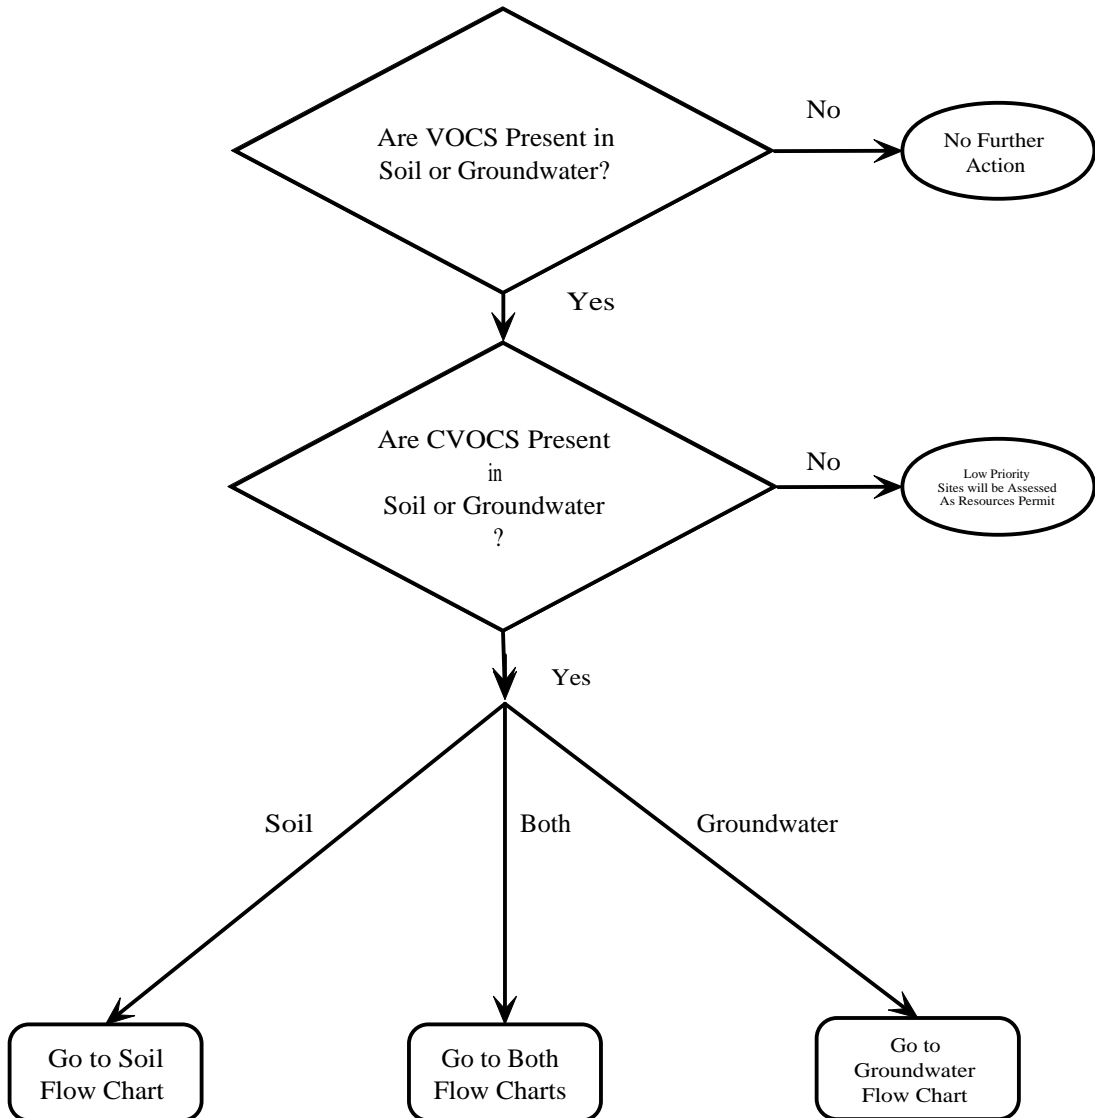 Are VOCS Present in
Soil or Groundwater?
No
No Further
Action
Yes
Are CVOCS Present
in
Soil or Groundwater
?
No
Low Priority
Sites will be Assessed
As Resources Permit
Yes
Soil
Both
Groundwater
Go to Soil
Flow Chart
Go to Both
Flow Charts
Go to
Groundwater
Flow Chart